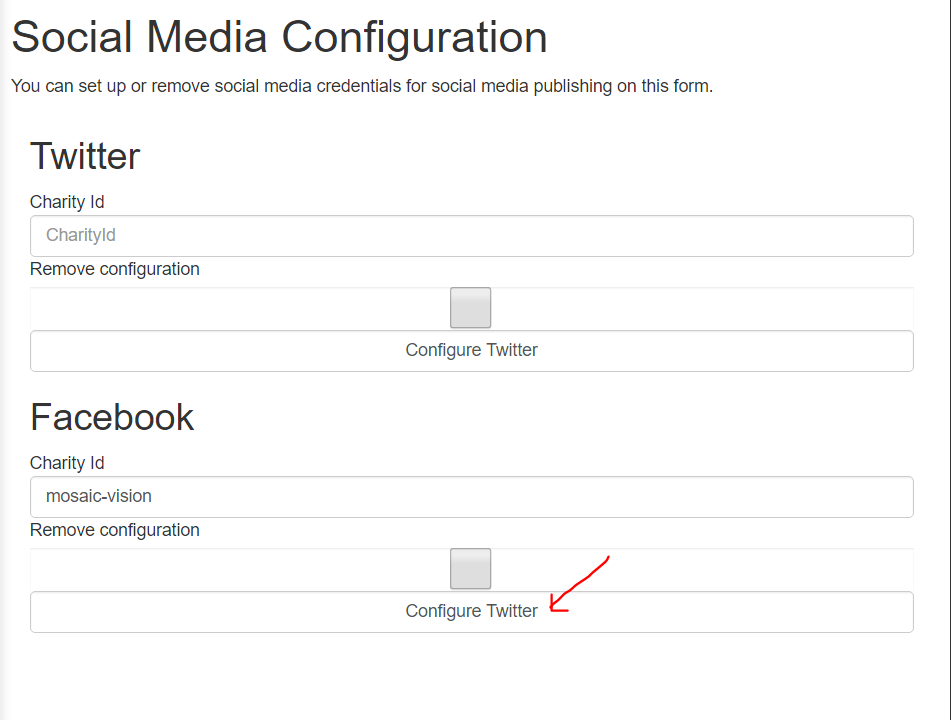 Social Media Configuration
You can set up or remove social media credentials for social media publishing on this form.
Twitter
Charity Id
CharityId
Remove configuration
Configure Twitter
Facebook
Charity Id
mosaic-vision
Remove configuration
Configure Twitter